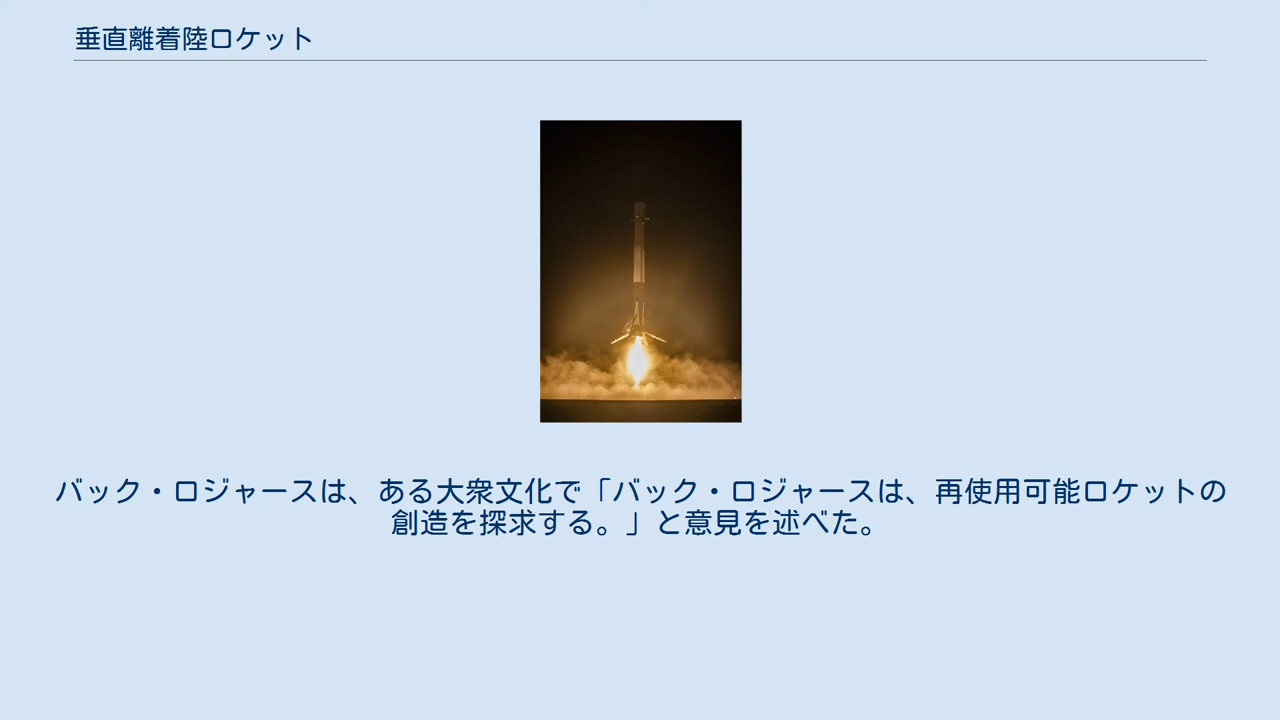 垂直離着陸ロケット
バック・ロジャースは、ある大衆文化で「バック・ロジャースは、再使用可能ロケットの
創造を探求する。」と意見を述べた。